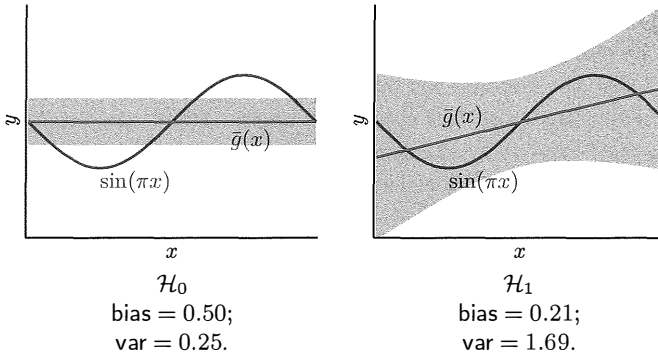 y
ḡ(x)
sin(πx)
x
ℋ₀
bias = 0.50;
var = 0.25.
y
ḡ(x)
sin(πx)
x
ℋ₁
bias = 0.21;
var = 1.69.